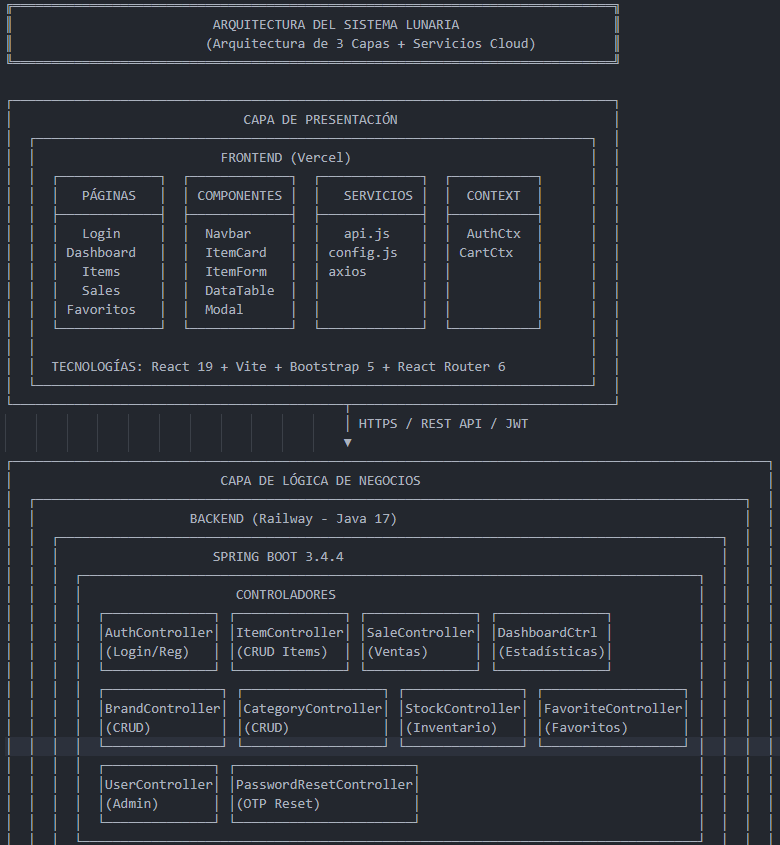 ARQUITECTURA DEL SISTEMA LUNARIA
(Arquitectura de 3 Capas + Servicios Cloud)
CAPA DE PRESENTACIÓN
FRONTEND (Vercel)
PÁGINAS COMPONENTES SERVICIOS CONTEXT
Login Navbar api.js AuthCtx
Dashboard ItemCard config.js CartCtx
Items ItemForm axios
Sales DataTable
Favoritos Modal
TECNOLOGÍAS: React 19 + Vite + Bootstrap 5 + React Router 6
HTTPS / REST API / JWT
CAPA DE LÓGICA DE NEGOCIOS
BACKEND (Railway - Java 17)
SPRING BOOT 3.4.4
CONTROLADORES
AuthController ItemController SaleController DashboardCtrl
(Login/Reg) (CRUD Items) (Ventas) (Estadísticas)
BrandController CategoryController StockController FavoriteController
(CRUD) (CRUD) (Inventario) (Favoritos)
UserController PasswordResetController
(Admin) (OTP Reset)